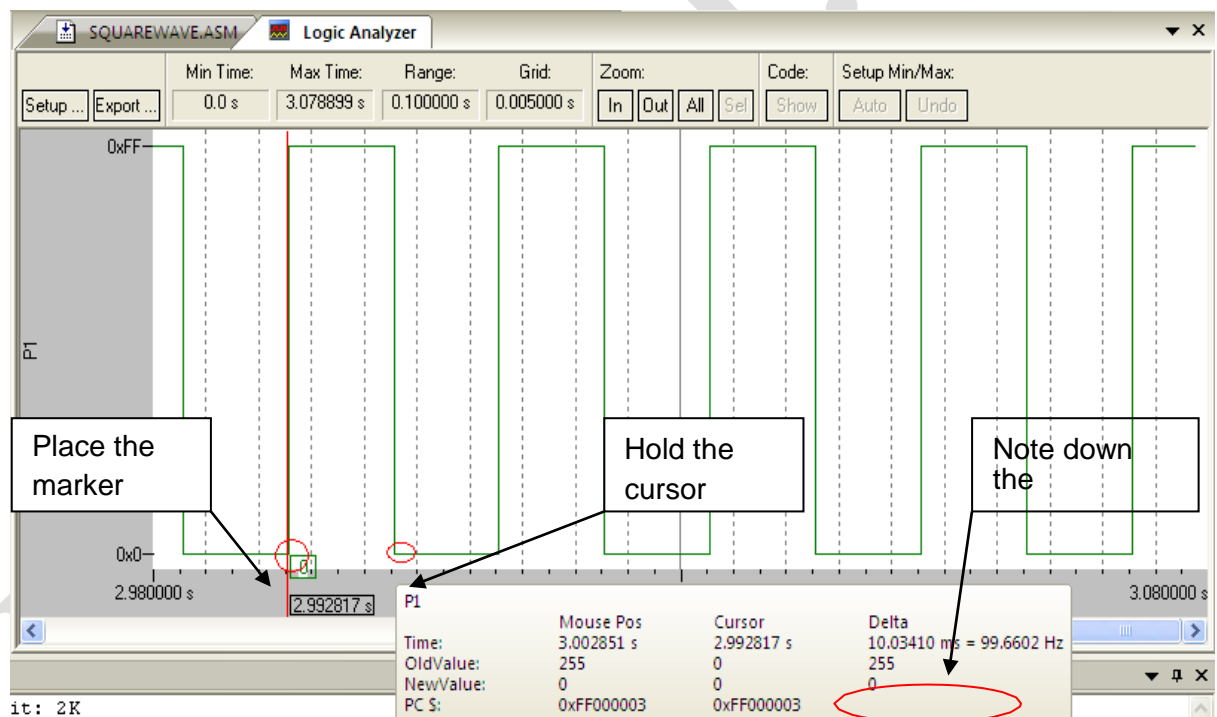 SQUAREWAVE.ASM Logic Analyzer
Min Time: Max Time: Range: Grid: Zoom: Code: Setup Min/Max:
Setup ... Export ... 0.0 s 3.078899 s 0.100000 s 0.005000 s In Out All Sel Show Auto Undo
0xFF
P1
Place the
marker
Hold the
cursor
Note down
the
0x0
0
2.980000 s
2.992817 s
3.080000 s
P1
Mouse Pos Cursor Delta
Time: 3.002851 s 2.992817 s 10.03410 ms = 99.6602 Hz
OldValue: 255 0 255
NewValue: 0 0 0
PC $: 0xFF000003 0xFF000003
it: 2K